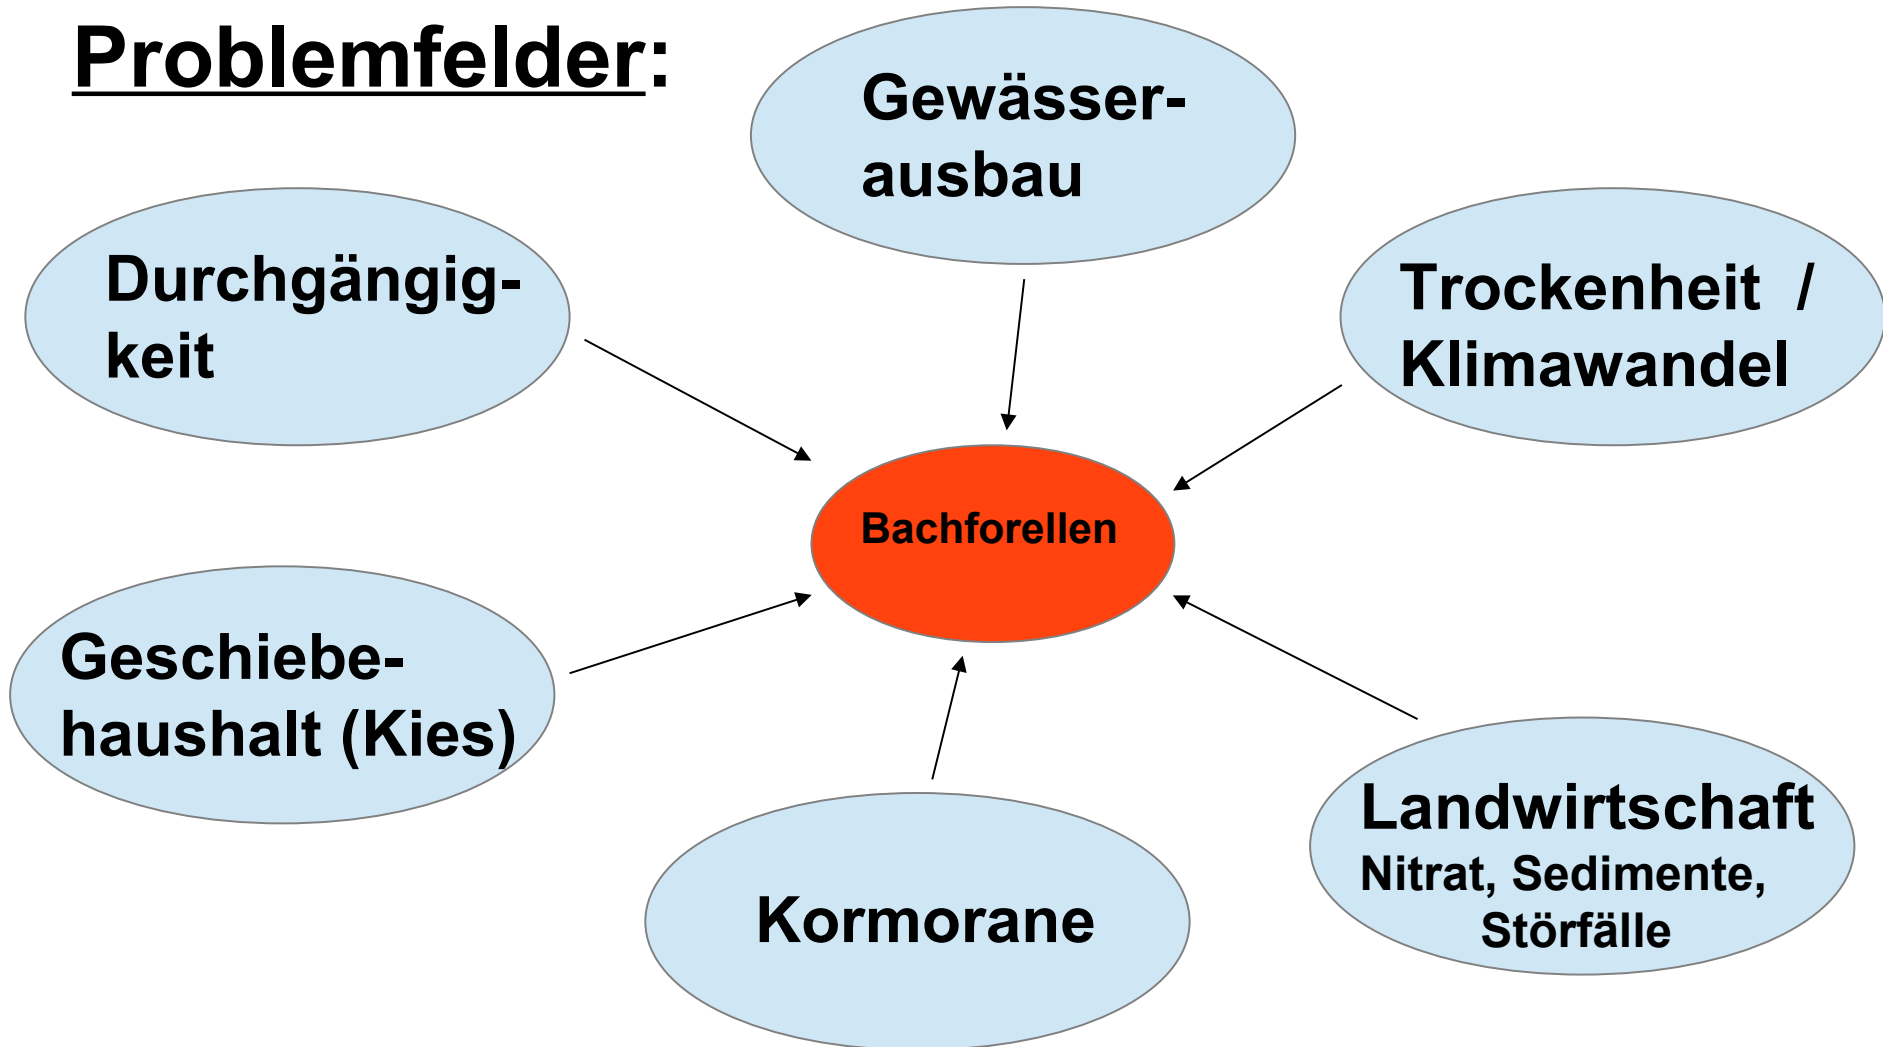 Problemfelder:
Gewässer-
ausbau
Durchgängig-
keit
Trockenheit  /
Klimawandel
Bachforellen
Geschiebe-
haushalt (Kies)
Kormorane
Landwirtschaft
Nitrat, Sedimente,
Störfälle